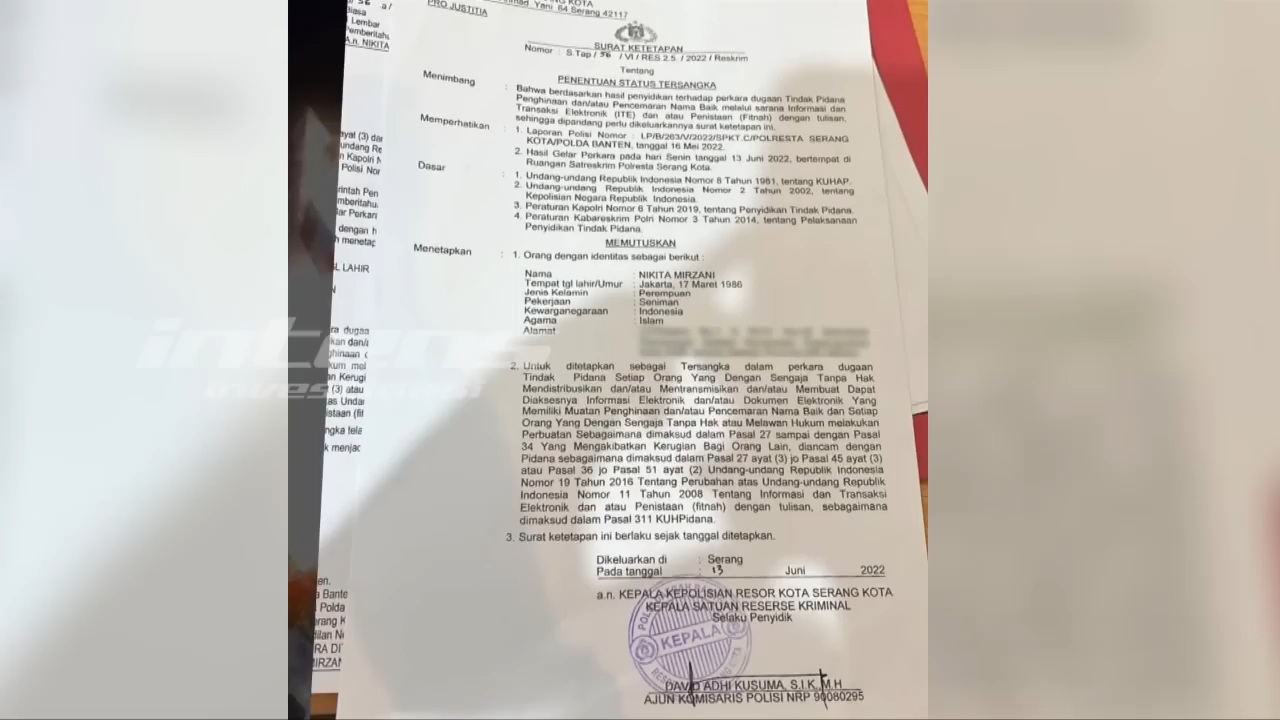 PRO JUSTITIA
KOTA
Yani 64 Serang 42117
SURAT KETETAPAN
Nomor : S.Tap / 56 / VI / RES 2.5. / 2022 / Reskrim
Tentang
PENENTUAN STATUS TERSANGKA
Menimbang : Bahwa berdasarkan hasil penyidikan terhadap perkara dugaan Tindak Pidana
Penghinaan dan/atau Pencemaran Nama Baik melalui sarana Informasi dan
Transaksi Elektronik (ITE) dan atau Penistaan (Fitnah) dengan tulisan,
sehingga dipandang perlu dikeluarkannya surat ketetapan ini.
Memperhatikan : 1. Laporan Polisi Nomor : LP/B/263/V/2022/SPKT.C/POLRESTA SERANG
KOTA/POLDA BANTEN, tanggal 16 Mei 2022.
2. Hasil Gelar Perkara pada hari Senin tanggal 13 Juni 2022, bertempat di
Ruangan Satreskrim Polresta Serang Kota.
Dasar : 1. Undang-undang Republik Indonesia Nomor 8 Tahun 1981, tentang KUHAP.
2. Undang-undang Republik Indonesia Nomor 2 Tahun 2002, tentang
Kepolisian Negara Republik Indonesia.
3. Peraturan Kapolri Nomor 6 Tahun 2019, tentang Penyidikan Tindak Pidana.
4. Peraturan Kabareskrim Polri Nomor 3 Tahun 2014, tentang Pelaksanaan
Penyidikan Tindak Pidana.
MEMUTUSKAN
Menetapkan : 1. Orang dengan identitas sebagai berikut :
Nama : NIKITA MIRZANI
Tempat tgl lahir/Umur : Jakarta, 17 Maret 1986
Jenis Kelamin : Perempuan
Pekerjaan : Seniman
Kewarganegaraan : Indonesia
Agama : Islam
Alamat
2. Untuk ditetapkan sebagai Tersangka dalam perkara dugaan
Tindak Pidana Setiap Orang Yang Dengan Sengaja Tanpa Hak
Mendistribusikan dan/atau Mentransmisikan dan/atau Membuat Dapat
Diaksesnya Informasi Elektronik dan/atau Dokumen Elektronik Yang
Memiliki Muatan Penghinaan dan/atau Pencemaran Nama Baik dan Setiap
Orang Yang Dengan Sengaja Tanpa Hak atau Melawan Hukum melakukan
Perbuatan Sebagaimana dimaksud dalam Pasal 27 sampai dengan Pasal
34 Yang Mengakibatkan Kerugian Bagi Orang Lain, diancam dengan
Pidana sebagaimana dimaksud dalam Pasal 27 ayat (3) jo Pasal 45 ayat (3)
atau Pasal 36 jo Pasal 51 ayat (2) Undang-undang Republik Indonesia
Nomor 19 Tahun 2016 Tentang Perubahan atas Undang-undang Republik
Indonesia Nomor 11 Tahun 2008 Tentang Informasi dan Transaksi
Elektronik dan atau Penistaan (fitnah) dengan tulisan, sebagaimana
dimaksud dalam Pasal 311 KUHPidana.
3. Surat ketetapan ini berlaku sejak tanggal ditetapkan.
Dikeluarkan di : Serang
Pada tanggal : 13 Juni 2022
a.n. KEPALA KEPOLISIAN RESOR KOTA SERANG KOTA
KEPALA SATUAN RESERSE KRIMINAL
Selaku Penyidik
KEPALA
DAVID ADHI KUSUMA, S.I.K.,M.H
AJUN KOMISARIS POLISI NRP 90080295
intens